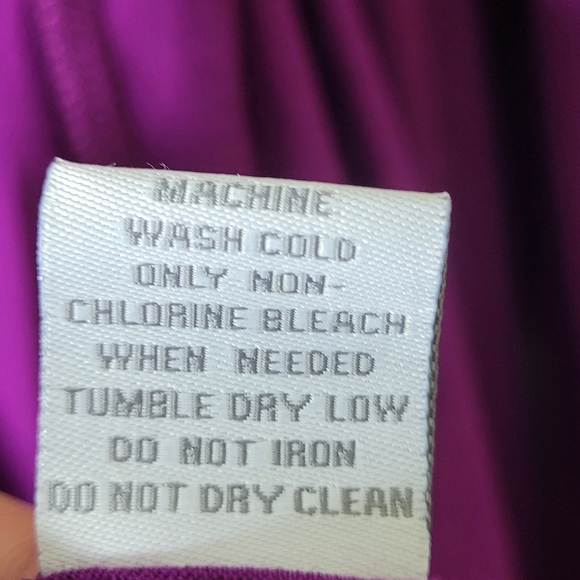 MACHINE
WASH COLD
ONLY NON-
CHLORINE BLEACH
WHEN NEEDED
TUMBLE DRY LOW
DO NOT IRON
DO NOT DRY CLEAN